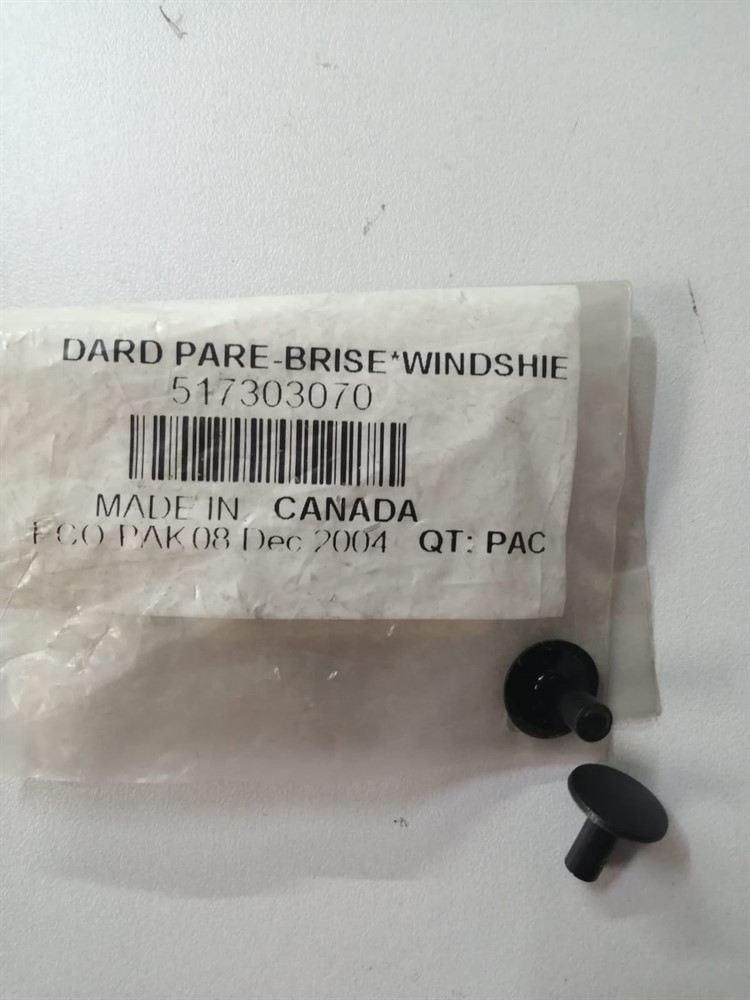 DARD PARE-BRISE*WINDSHIE
517303070
MADE IN CANADA
ECO PAK 08 Dec 2004 QT: PAC